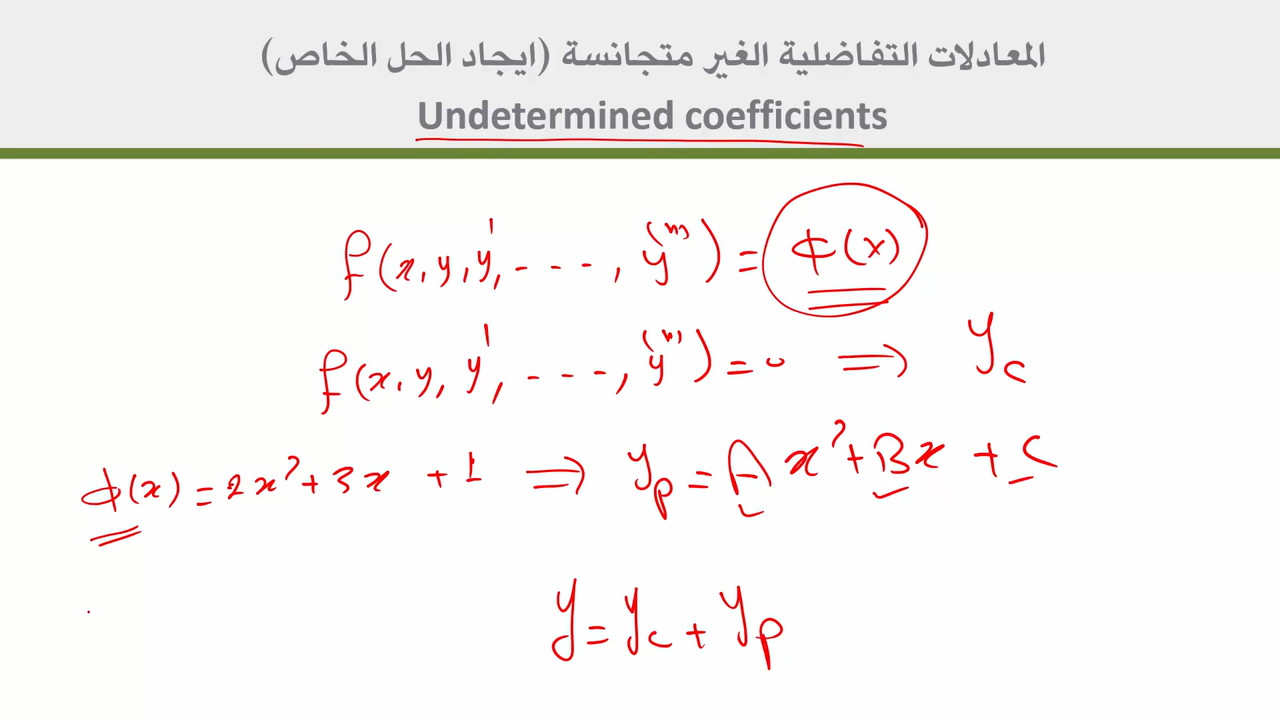 المعادلات التفاضلية الغير متجانسة (ايجاد الحل الخاص)
Undetermined coefficients
f(x, y, y', - - - -, y⁽ⁿ⁾) = ϕ(x)
f(x, y, y', - - - -, y⁽ⁿ⁾) = 0 ⟹ y_c
ϕ(x) = 2x² + 3x + 1 ⟹ y_p = Ax² + Bx + C
y = y_c + y_p